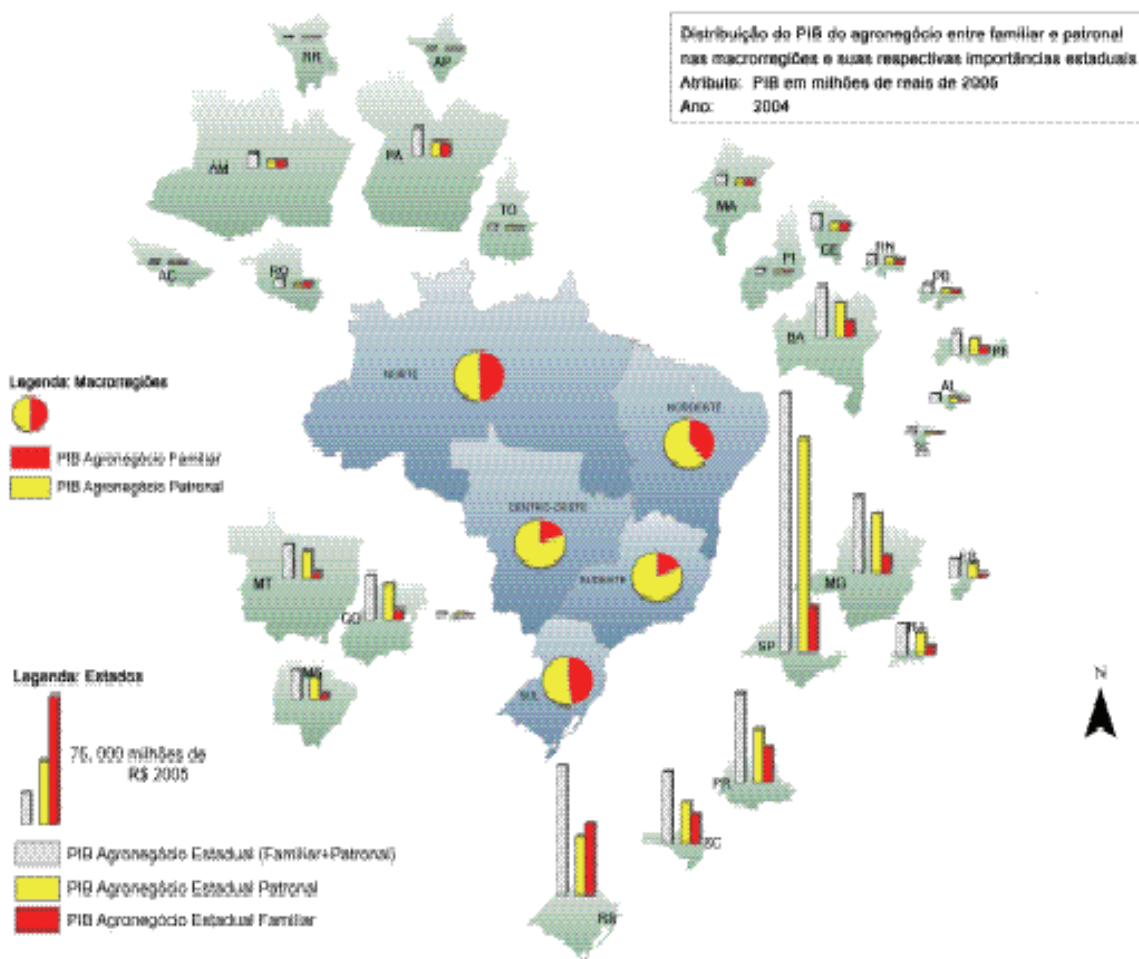 Distribuição do PIB do agronegócio entre familiar e patronal
nas macrorregiões e suas respectivas importâncias estaduais
Atributo: PIB em milhões de reais de 2005
Ano: 2004
RR
AP
AM
PA
TO
AC
RO
MA
PI
CE
RN
PB
BA
PE
AL
SE
NORTE
NORDESTE
CENTRO-OESTE
SUDESTE
SUL
Legenda: Macrorregiões
PIB Agronegócio Familiar
PIB Agronegócio Patronal
MT
GO
MS
MG
SP
PR
SC
RS
N
Legenda: Estados
75.000 milhões de
R$ 2005
PIB Agronegócio Estadual (Familiar+Patronal)
PIB Agronegócio Estadual Patronal
PIB Agronegócio Estadual Familiar